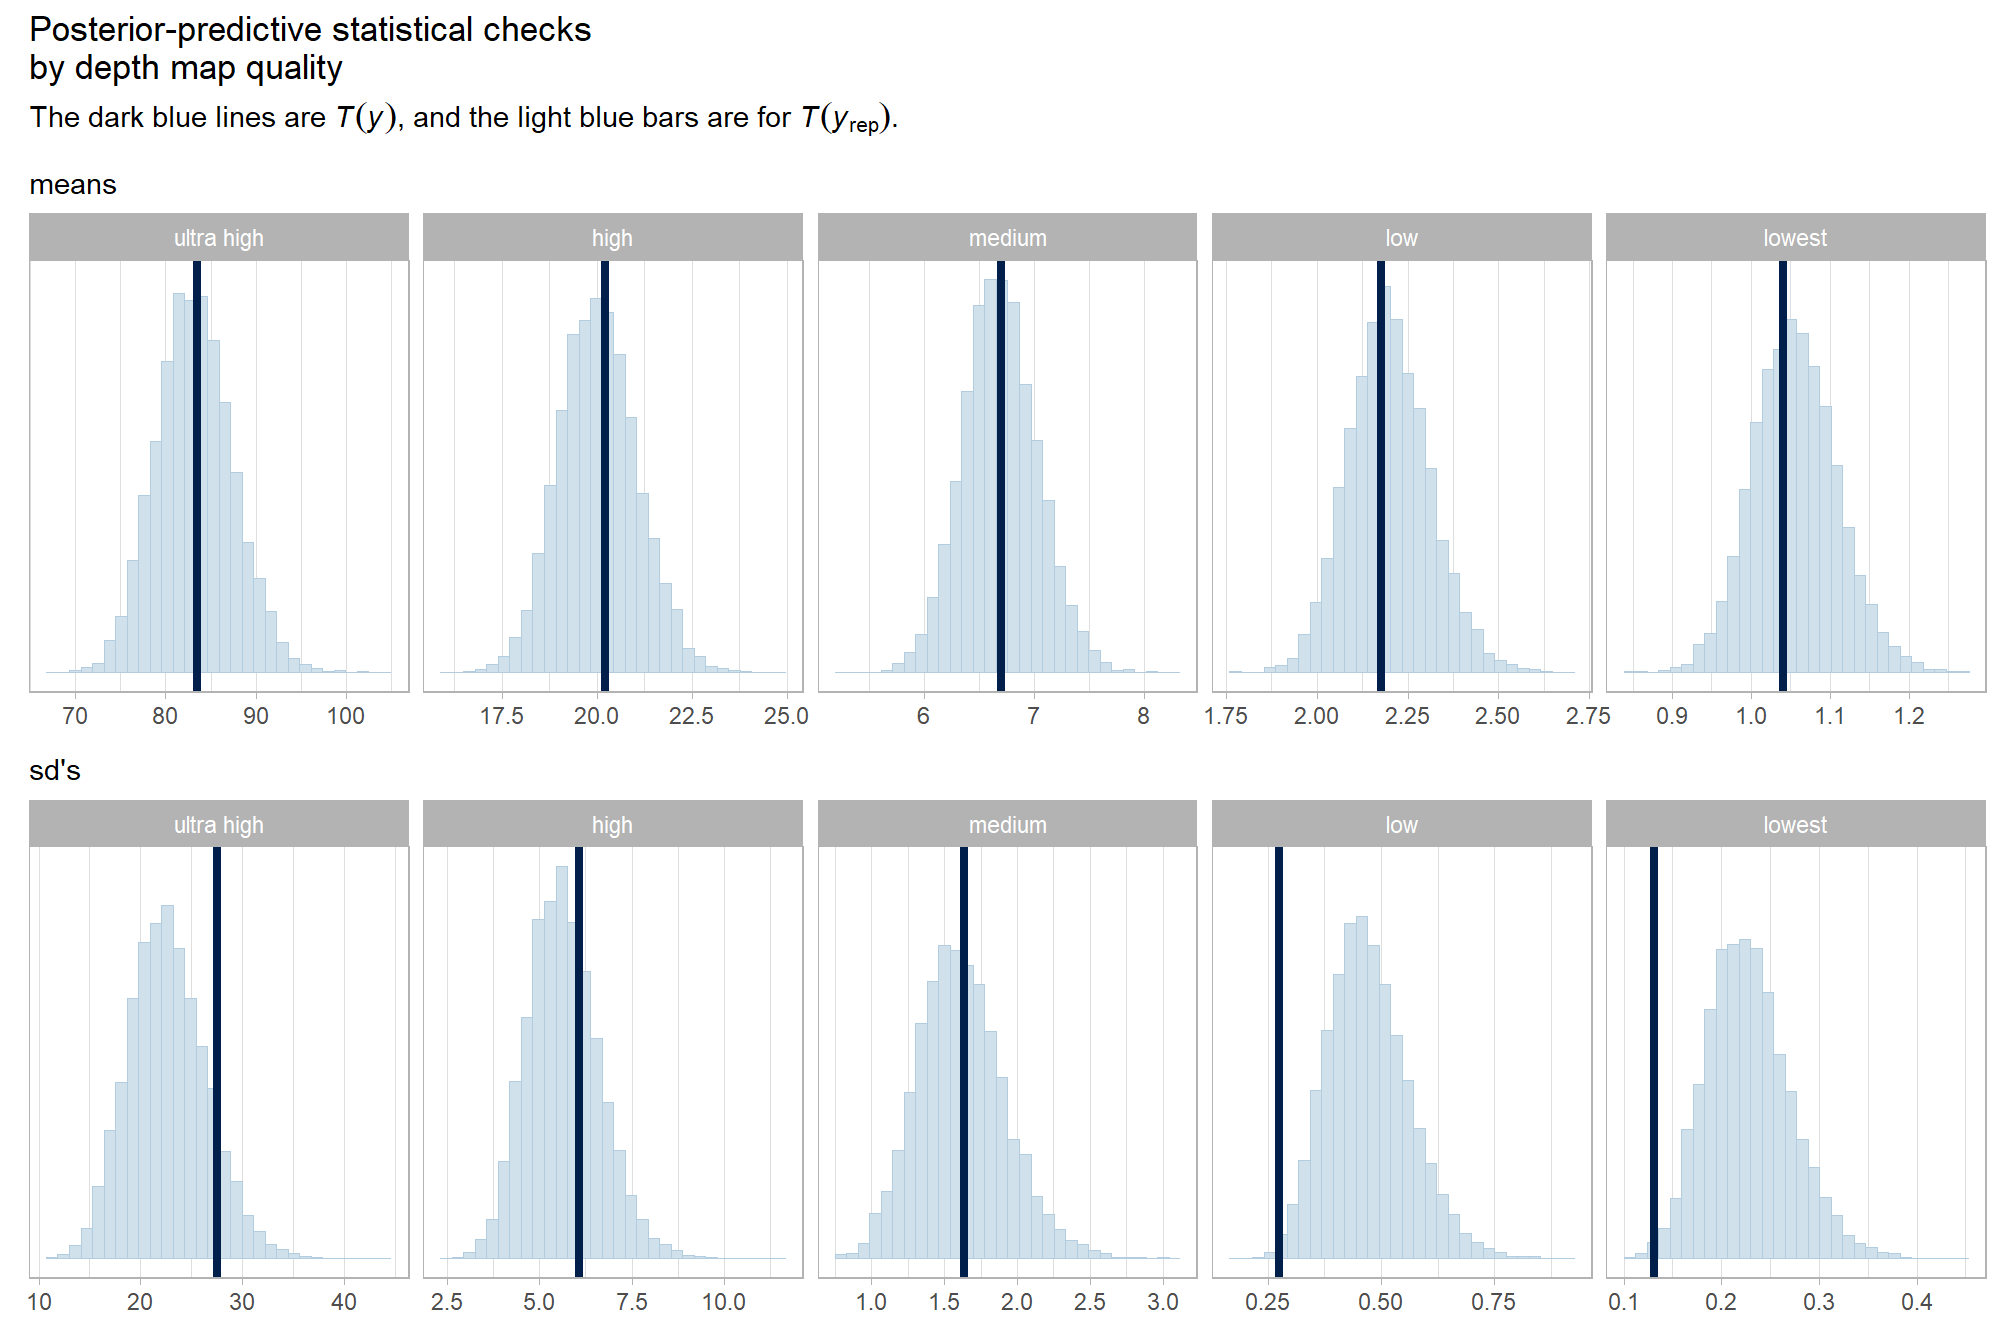 Posterior-predictive statistical checks
by depth map quality
The dark blue lines are T(y), and the light blue bars are for T(yrep).
means
ultra high high medium low lowest
70 80 90 100 17.5 20.0 22.5 25.0 6 7 8 1.75 2.00 2.25 2.50 2.75 0.9 1.0 1.1 1.2
sd's
ultra high high medium low lowest
10 20 30 40 2.5 5.0 7.5 10.0 1.0 1.5 2.0 2.5 3.0 0.25 0.50 0.75 0.1 0.2 0.3 0.4